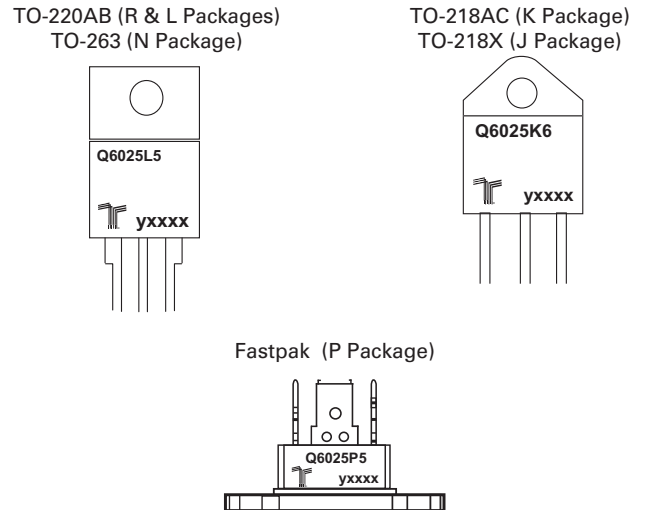 TO-220AB (R & L Packages)
TO-263 (N Package)
Q6025L5
yxxxx
TO-218AC (K Package)
TO-218X (J Package)
Q6025K6
yxxxx
Fastpak (P Package)
Q6025P5
yxxxx